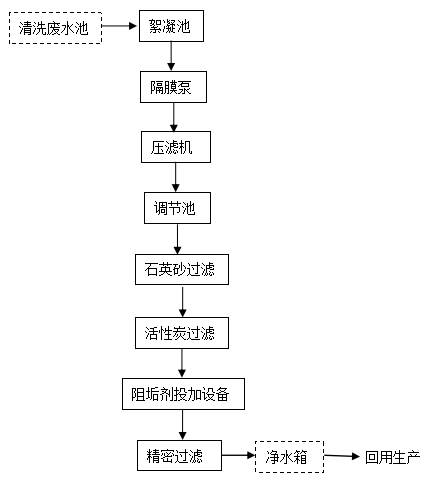 清洗废水池
絮凝池
隔膜泵
压滤机
调节池
石英砂过滤
活性炭过滤
阻垢剂投加设备
精密过滤
净水箱
回用生产